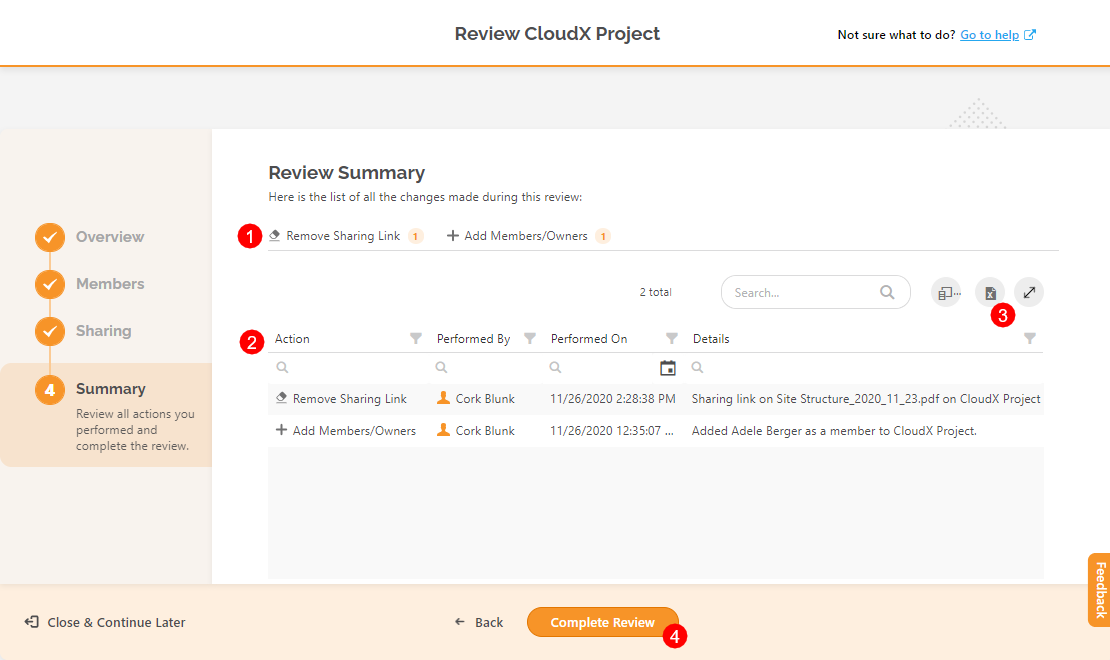 Review CloudX Project
Not sure what to do? Go to help
Review Summary
Here is the list of all the changes made during this review:
1 Remove Sharing Link 1 Add Members/Owners 1
Overview
Members
Sharing
4 Summary
Review all actions you
performed and
complete the review.
2 total Search... ...
3
2 Action Performed By Performed On Details
Remove Sharing Link Cork Blunk 11/26/2020 2:28:38 PM Sharing link on Site Structure_2020_11_23.pdf on CloudX Project
Add Members/Owners Cork Blunk 11/26/2020 12:35:07 ... Added Adele Berger as a member to CloudX Project.
Feedback
Close & Continue Later Back Complete Review
4